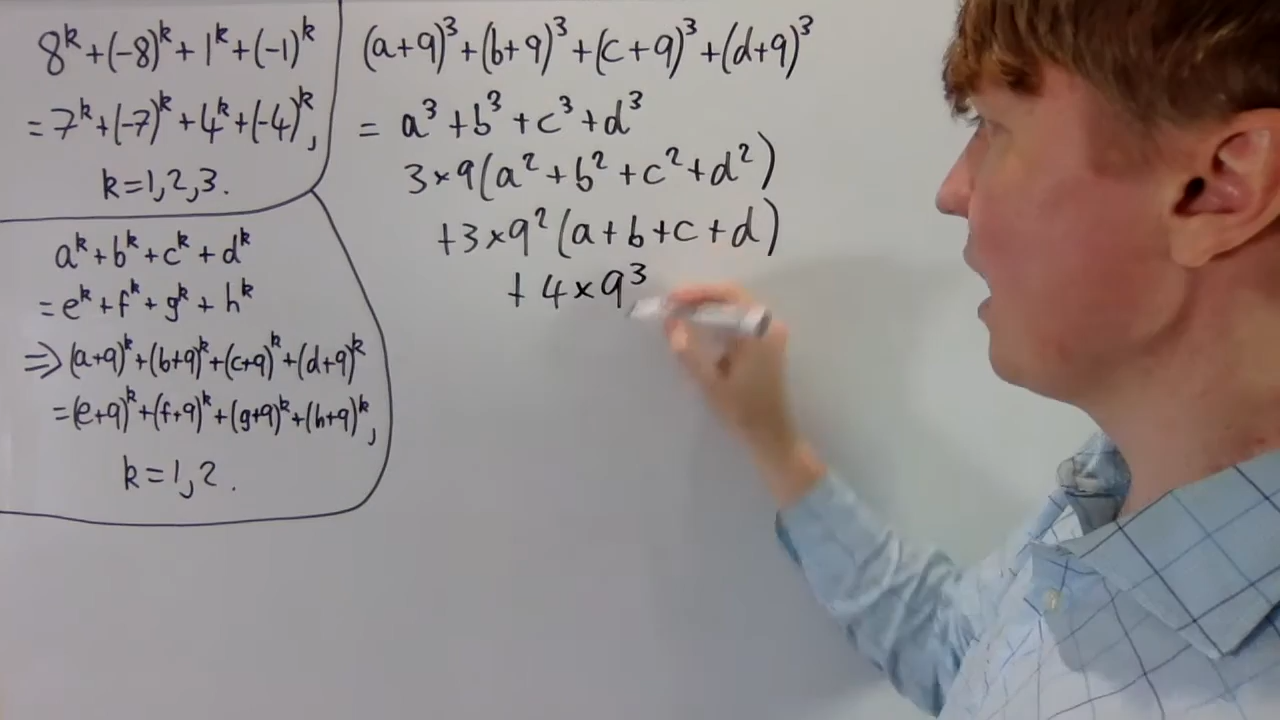 8^k+(-8)^k+1^k+(-1)^k
=7^k+(-7)^k+4^k+(-4)^k,
k=1,2,3.
a^k+b^k+c^k+d^k
=e^k+f^k+g^k+h^k
⇒(a+9)^k+(b+9)^k+(c+9)^k+(d+9)^k
=(e+9)^k+(f+9)^k+(g+9)^k+(h+9)^k,
k=1,2.
(a+9)^3+(b+9)^3+(c+9)^3+(d+9)^3
= a^3+b^3+c^3+d^3
3×9(a^2+b^2+c^2+d^2)
+3×9^2(a+b+c+d)
+4×9^3